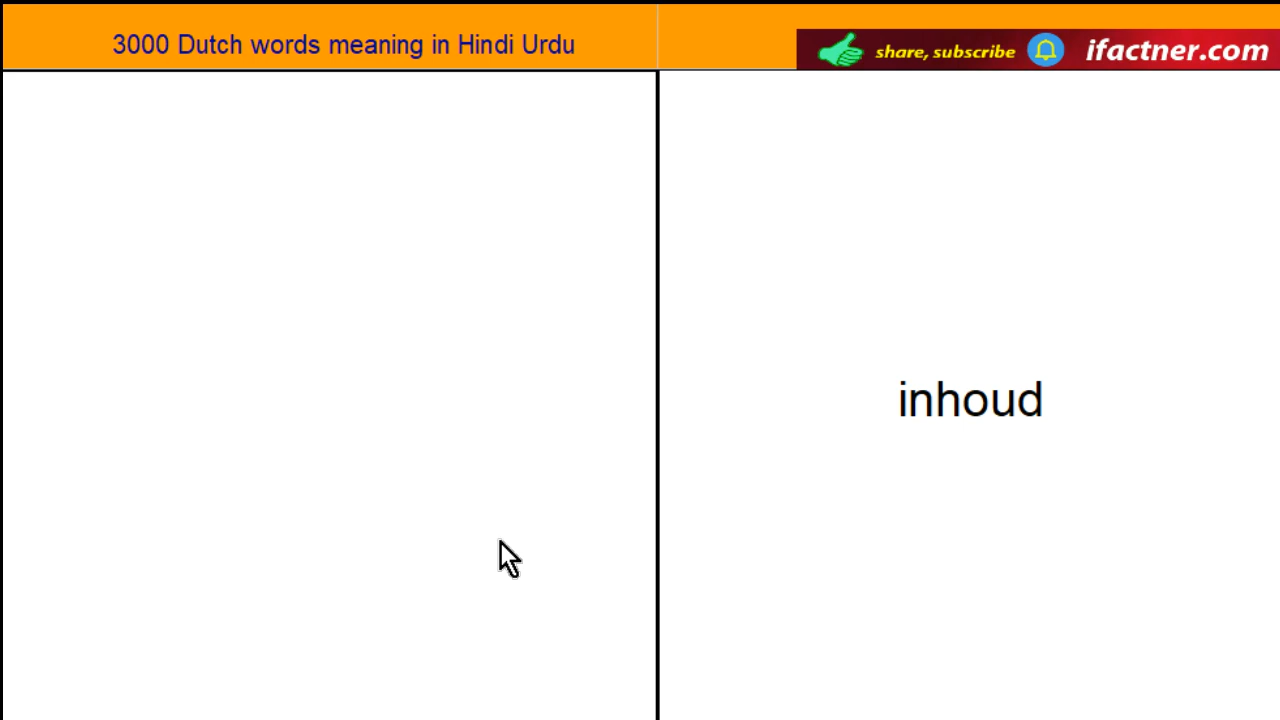 3000 Dutch words meaning in Hindi Urdu
share, subscribe
ifactner.com
inhoud